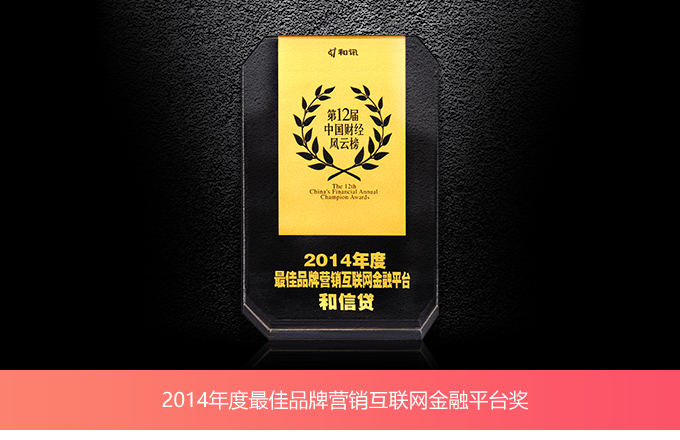 和讯
第12届
中国财经
风云榜
The 12th
China's Financial Annual
Champion Awards
2014年度
最佳品牌营销互联网金融平台
和信贷
2014年度最佳品牌营销互联网金融平台奖